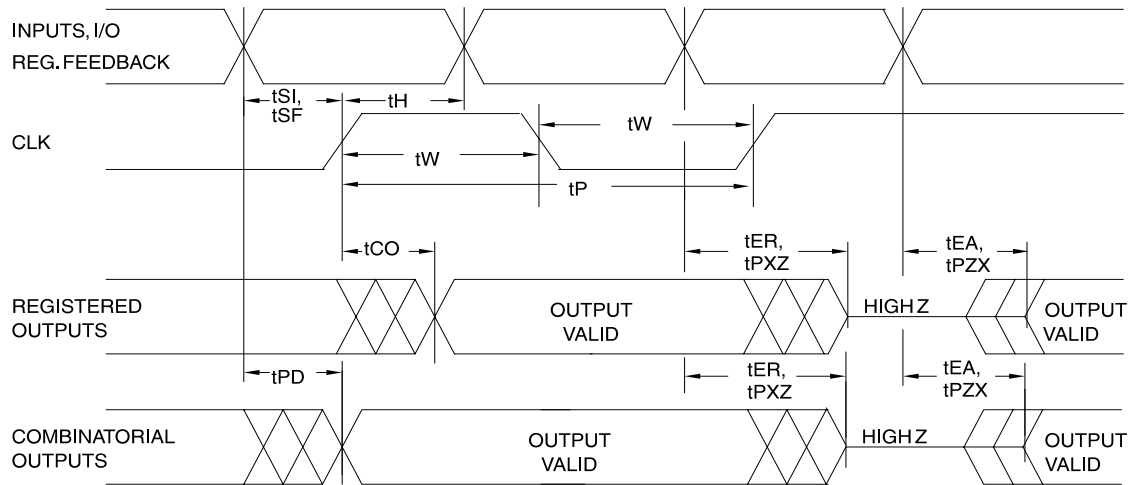 INPUTS, I/O
REG. FEEDBACK
tSI,
tSF
tH
CLK
tW
tW
tP
tCO
tER,
tPXZ
tEA,
tPZX
REGISTERED
OUTPUTS
OUTPUT
VALID
HIGH Z
OUTPUT
VALID
tPD
tER,
tPXZ
tEA,
tPZX
COMBINATORIAL
OUTPUTS
OUTPUT
VALID
HIGH Z
OUTPUT
VALID